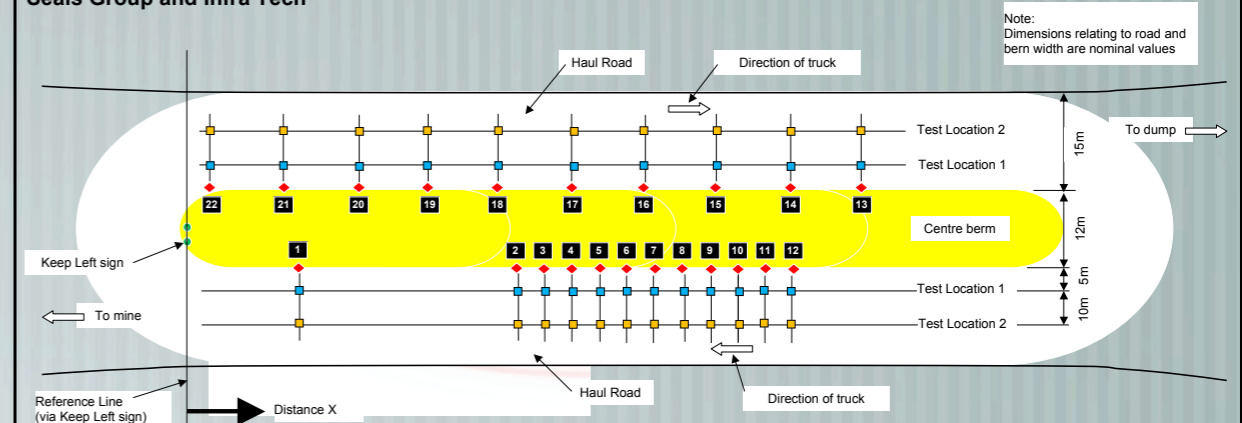 Seals Group and Infra Tech
Note:
Dimensions relating to road and
bern width are nominal values
Haul Road
Direction of truck
Test Location 2
To dump
15m
Test Location 1
22 21 20 19 18 17 16 15 14 13
Centre berm
12m
1 2 3 4 5 6 7 8 9 10 11 12
Keep Left sign
5m
Test Location 1
To mine
10m
Test Location 2
Haul Road
Direction of truck
Reference Line
(via Keep Left sign)
Distance X